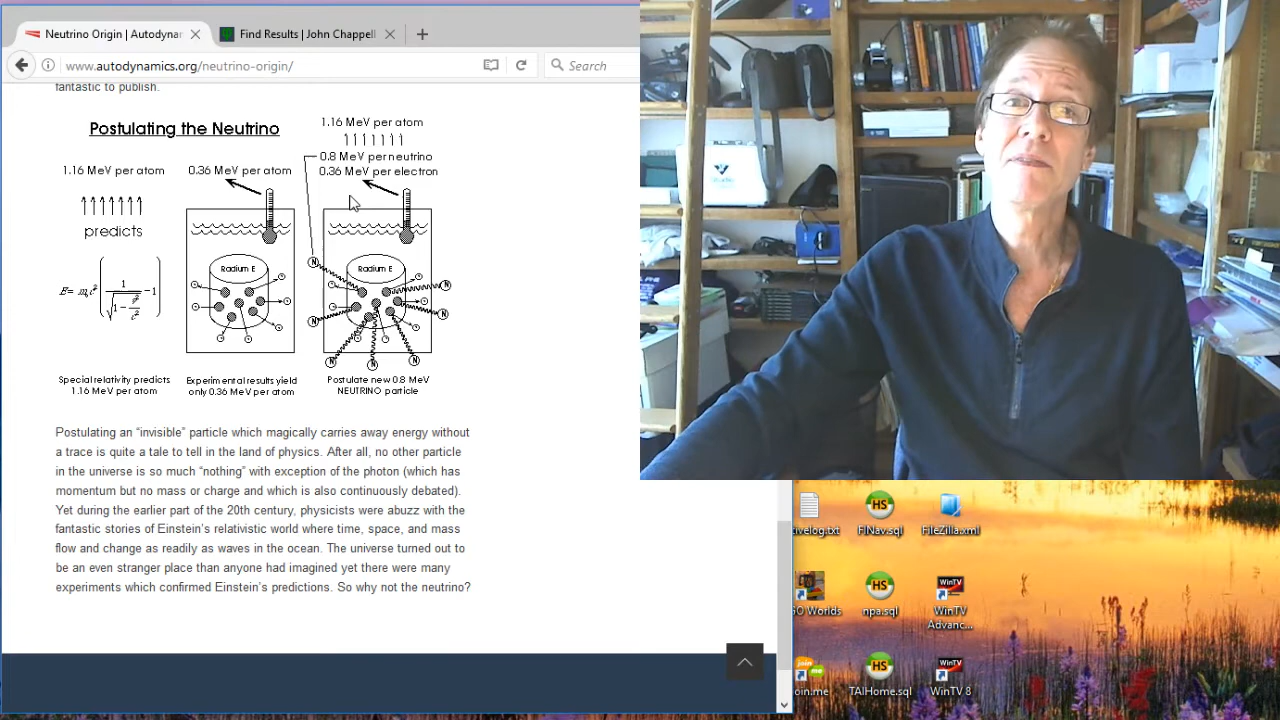 Neutrino Origin | Autodynar
Find Results | John Chappell
www.autodynamics.org/neutrino-origin/
Search
fantastic to publish.
Postulating the Neutrino
1.16 MeV per atom
0.36 MeV per atom
1.16 MeV per atom
0.8 MeV per neutrino
0.36 MeV per electron
predicts
Radium E
Radium E
N
N
N
N
N
N
N
Special relativity predicts
1.16 MeV per atom
Experimental results yield
only 0.36 MeV per atom
Postulate new 0.8 MeV
NEUTRINO particle
Postulating an “invisible” particle which magically carries away energy without
a trace is quite a tale to tell in the land of physics. After all, no other particle
in the universe is so much “nothing” with exception of the photon (which has
momentum but no mass or charge and which is also continuously debated).
Yet during the earlier part of the 20th century, physicists were abuzz with the
fantastic stories of Einstein’s relativistic world where time, space, and mass
flow and change as readily as waves in the ocean. The universe turned out to
be an even stranger place than anyone had imagined yet there were many
experiments which confirmed Einstein’s predictions. So why not the neutrino?
ivelog.txt
FINav.sql
FileZilla.xml
GO Worlds
npa.sql
WinTV
Advanc...
oin.me
TAIHome.sql
WinTV 8